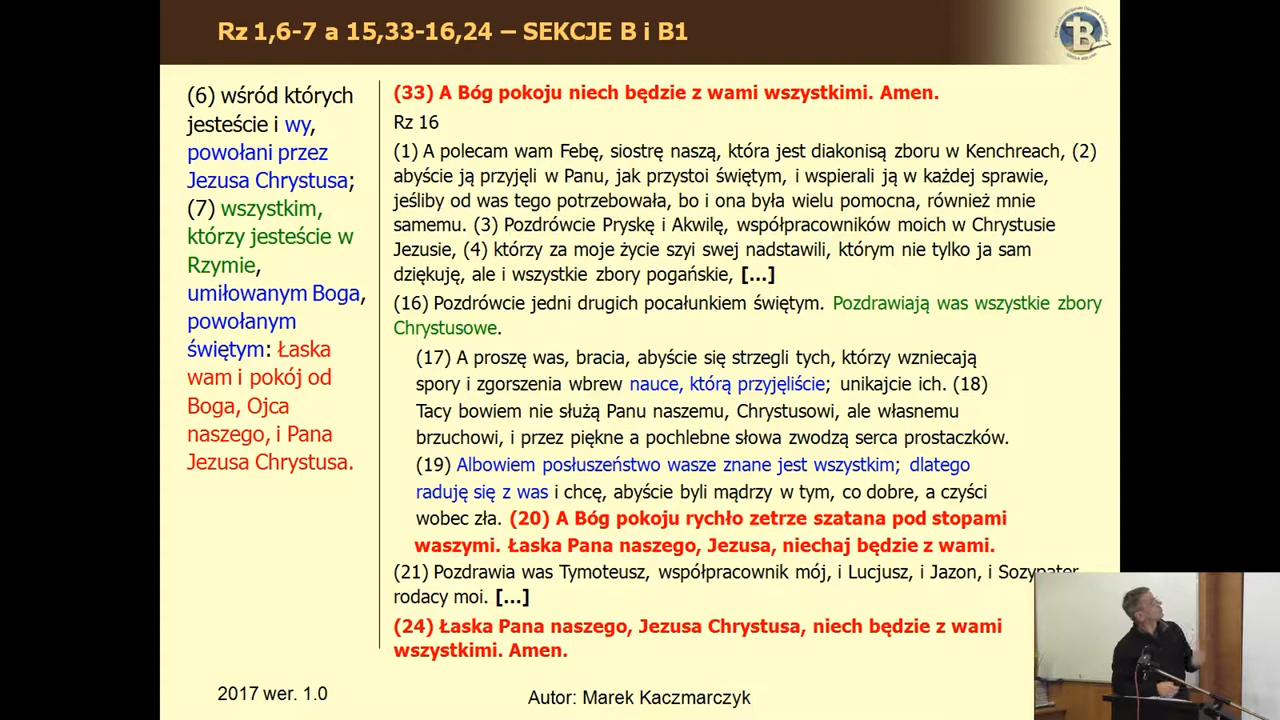 Rz 1,6-7 a 15,33-16,24 – SEKCJE B i B1
(6) wśród których
jesteście i wy,
powołani przez
Jezusa Chrystusa;
(7) wszystkim,
którzy jesteście w
Rzymie,
umiłowanym Boga,
powołanym
świętym: Łaska
wam i pokój od
Boga, Ojca
naszego, i Pana
Jezusa Chrystusa.
(33) A Bóg pokoju niech będzie z wami wszystkimi. Amen.
Rz 16
(1) A polecam wam Febę, siostrę naszą, która jest diakonisą zboru w Kenchreach, (2)
abyście ją przyjęli w Panu, jak przystoi świętym, i wspierali ją w każdej sprawie,
jeśliby od was tego potrzebowała, bo i ona była wielu pomocna, również mnie
samemu. (3) Pozdrówcie Pryskę i Akwilę, współpracowników moich w Chrystusie
Jezusie, (4) którzy za moje życie szyi swej nadstawili, którym nie tylko ja sam
dziękuję, ale i wszystkie zbory pogańskie, [...]
(16) Pozdrówcie jedni drugich pocałunkiem świętym. Pozdrawiają was wszystkie zbory
Chrystusowe.
(17) A proszę was, bracia, abyście się strzegli tych, którzy wzniecają
spory i zgorszenia wbrew nauce, którą przyjęliście; unikajcie ich. (18)
Tacy bowiem nie służą Panu naszemu, Chrystusowi, ale własnemu
brzuchowi, i przez piękne a pochlebne słowa zwodzą serca prostaczków.
(19) Albowiem posłuszeństwo wasze znane jest wszystkim; dlatego
raduję się z was i chcę, abyście byli mądrzy w tym, co dobre, a czyści
wobec zła. (20) A Bóg pokoju rychło zetrze szatana pod stopami
waszymi. Łaska Pana naszego, Jezusa, niechaj będzie z wami.
(21) Pozdrawia was Tymoteusz, współpracownik mój, i Lucjusz, i Jazon, i Sozypater,
rodacy moi. [...]
(24) Łaska Pana naszego, Jezusa Chrystusa, niech będzie z wami
wszystkimi. Amen.
2017 wer. 1.0
Autor: Marek Kaczmarczyk